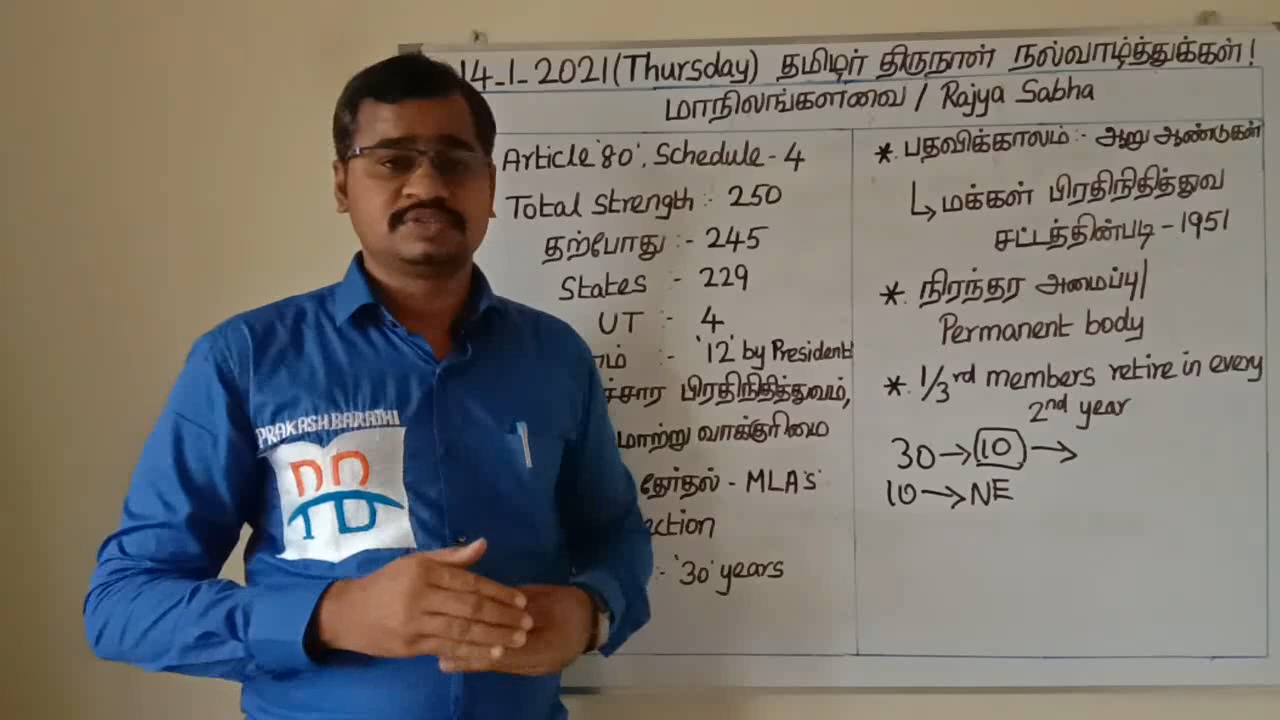 14-1-2021 (Thursday) தமிழர் திருநாள் நல்வாழ்த்துக்கள்!
மாநிலங்களவை / Rajya Sabha
Article '80', Schedule - 4
Total Strength :- 250
தற்போது :- 245
States - 229
UT :- 4
:- '12' by President
பிரதிநிதித்துவம்,
மாற்று வாக்குரிமை
தேர்தல் - MLA's
:- '30' years
* பதவிக்காலம் :- ஆறு ஆண்டுகள்
↳ மக்கள் பிரதிநிதித்துவ
சட்டத்தின்படி - 1951
*. நிரந்தர அமைப்பு/
Permanent body
*. 1/3rd members retire in every
2nd year
30 → 10 →
10 → NE
PRAKASH BARATHI